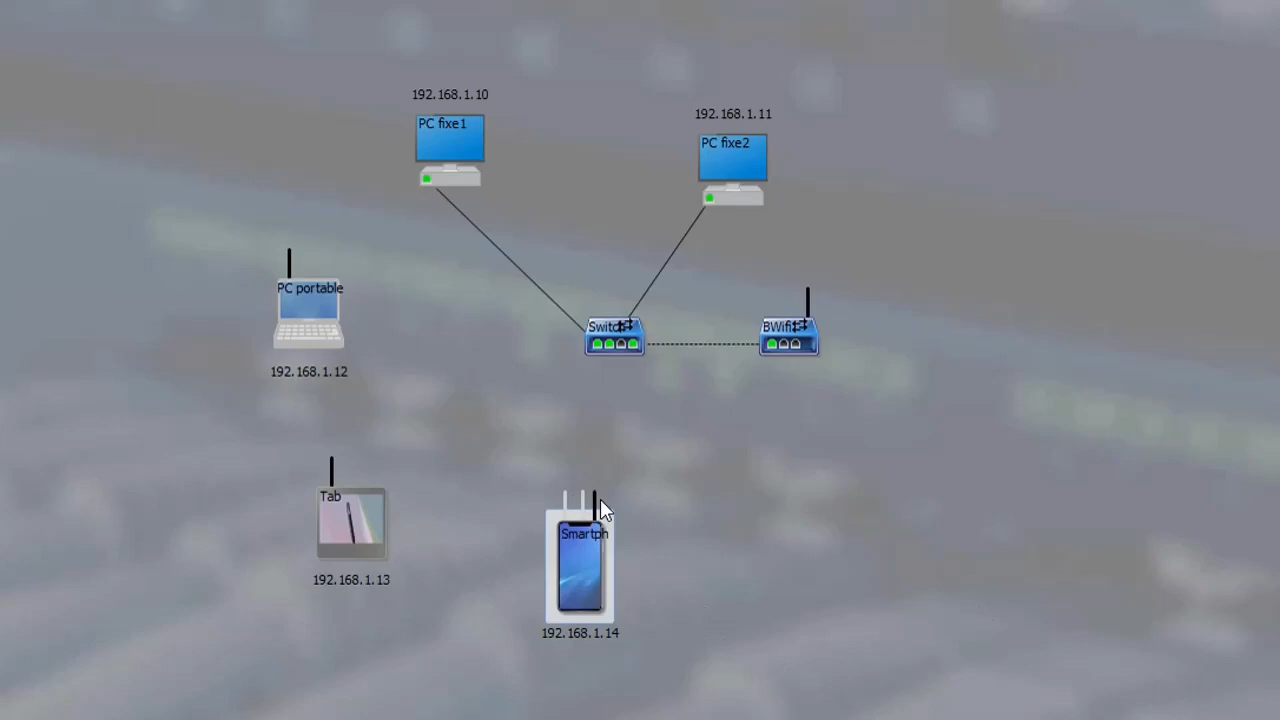 192.168.1.10
PC fixe1
192.168.1.11
PC fixe2
PC portable
192.168.1.12
Switc
BWifi
Tab
192.168.1.13
Smartph
192.168.1.14